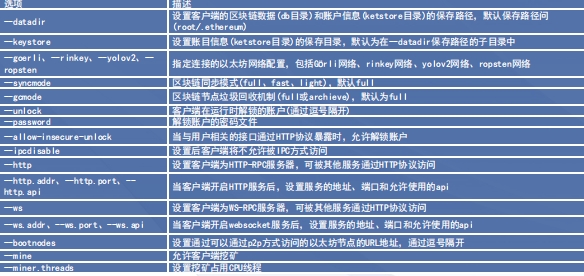 选项 描述
—datadir 设置客户端的区块链数据(db目录)和账户信息(ketstore目录)的保存路径，默认保存路径问
(root/.ethereum)
—keystore 设置账目信息(ketstore目录)的保存目录，默认为在一datadir保存路径的子目录中
—goerli、—rinkey、—yolov2、—
ropsten 指定连接的以太坊网络配置，包括Görli网络、rinkey网络、yolov2网络、ropsten网络
—syncmode 区块链同步模式(full、fast、light)，默认full
—gcmode 区块链节点垃圾回收机制(full或archieve)，默认为full
—unlock 客户端在运行时解锁的账户(通过逗号隔开)
—password 解锁账户的密码文件
—allow-insecure-unlock 当与用户相关的接口通过HTTP协议暴露时，允许解锁账户
—ipcdisable 设置后客户端将不允许被IPC方式访问
—http 设置客户端为HTTP-RPC服务器，可被其他服务通过HTTP协议访问
—http.addr、—http.port、—
http.api 当客户端开启HTTP服务后，设置服务的地址、端口和允许使用的api
—ws 设置客户端为WS-RPC服务器，可被其他服务通过HTTP协议访问
—ws.addr、—ws.port、—ws.api 当客户端开启websocket服务后，设置服务的地址、端口和允许使用的api
—bootnodes 设置通过可以通过p2p方式访问的以太坊节点的URL地址，通过逗号隔开
—mine 允许客户端挖矿
—miner.threads 设置挖矿占用CPU线程